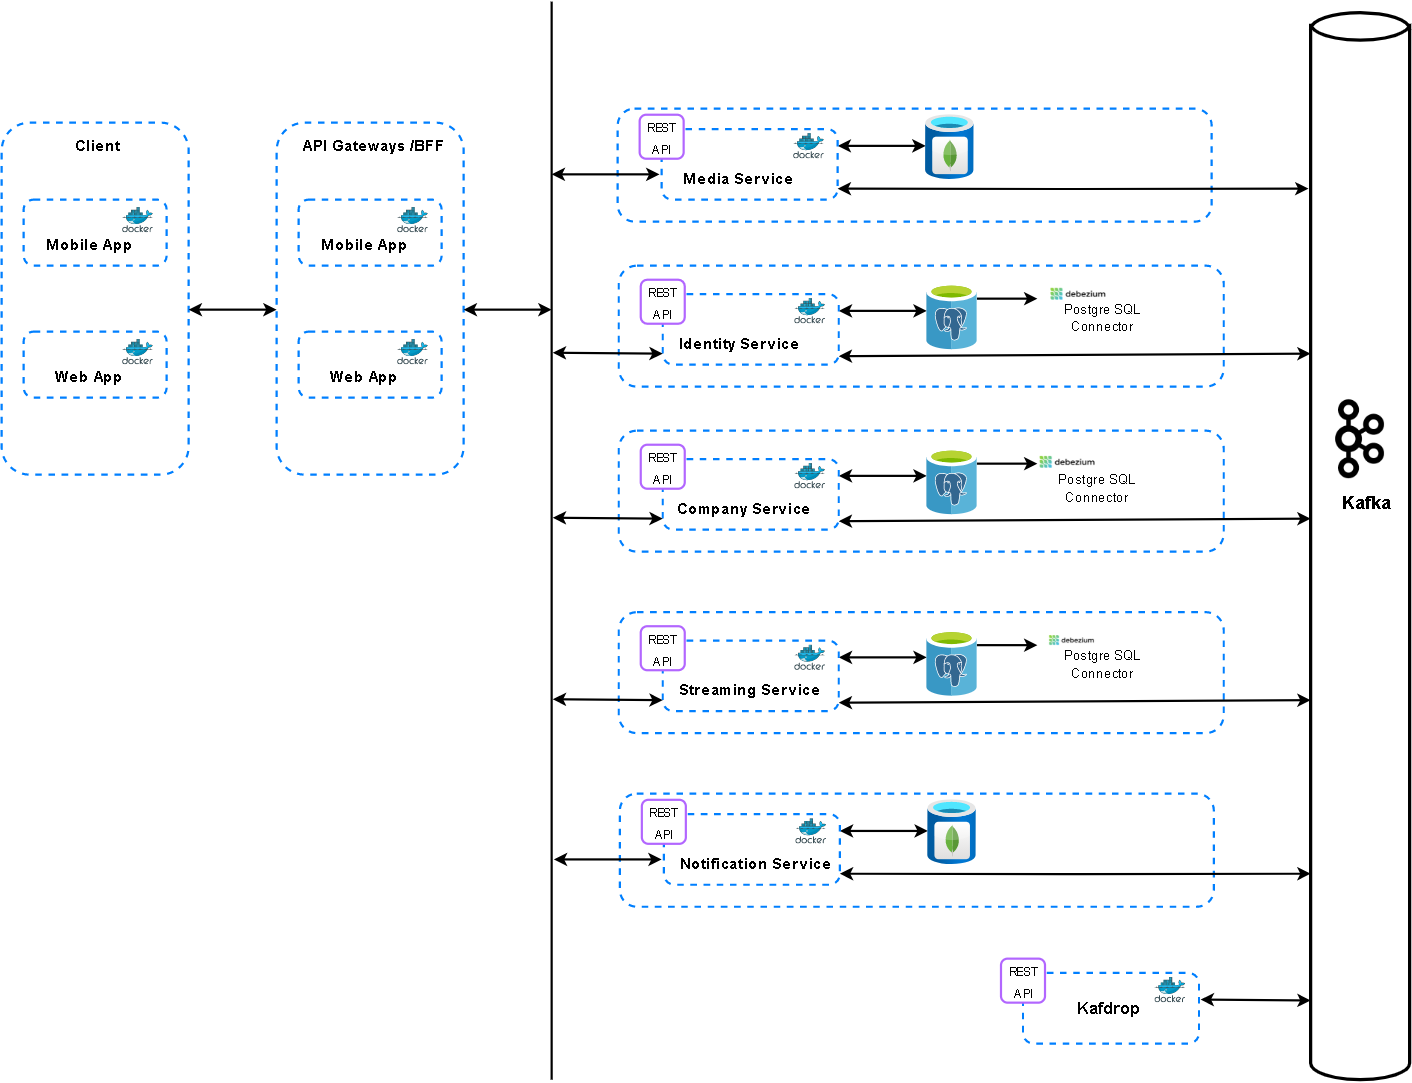 Client
Mobile App
docker
Web App
docker
API Gateways /BFF
Mobile App
docker
Web App
docker
REST
API
docker
Media Service
REST
API
docker
Identity Service
debezium
Postgre SQL
Connector
REST
API
docker
Company Service
debezium
Postgre SQL
Connector
REST
API
docker
Streaming Service
debezium
Postgre SQL
Connector
REST
API
docker
Notification Service
REST
API
docker
Kafdrop
Kafka